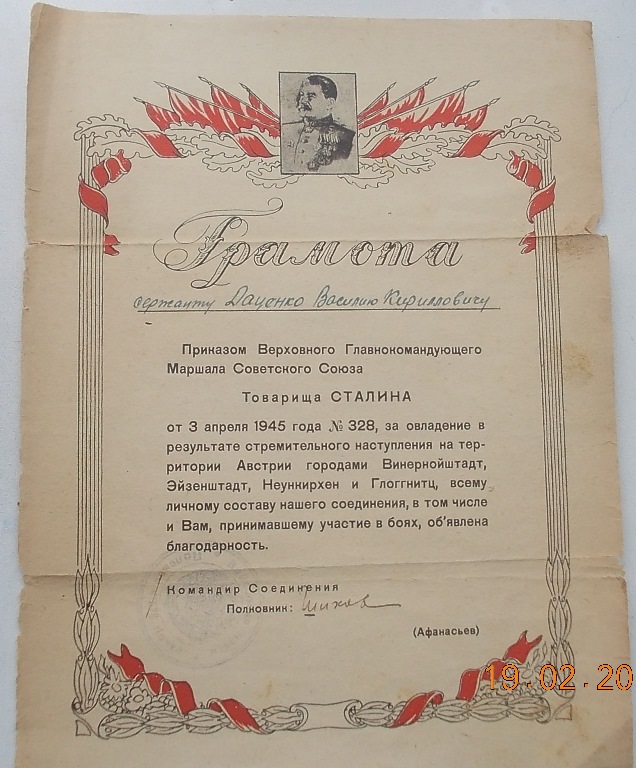 Грамота
сержанту Даценко Василию Кирилловичу
Приказом Верховного Главнокомандующего
Маршала Советского Союза
Товарища СТАЛИНА
от 3 апреля 1945 года № 328, за овладение в
результате стремительного наступления на тер-
ритории Австрии городами Винернойштадт,
Эйзенштадт, Неункирхен и Глоггнитц, всему
личному составу нашего соединения, в том числе
и Вам, принимавшему участие в боях, об'явлена
благодарность.
Командир Соединения
Полковник:
(Афанасьев)
19.02.20